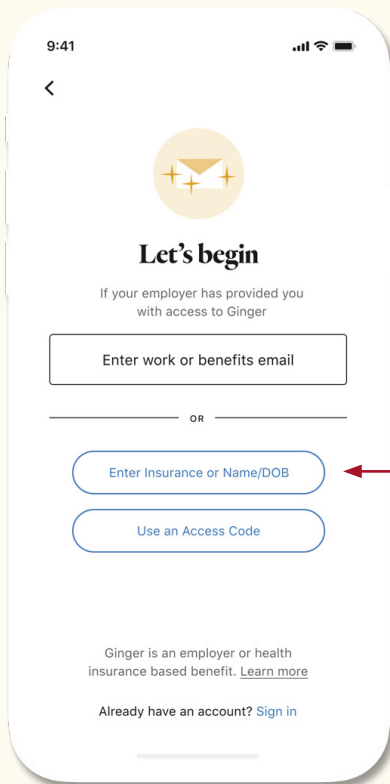 9:41
Let's begin
If your employer has provided you
with access to Ginger
Enter work or benefits email
OR
Enter Insurance or Name/DOB
Use an Access Code
Ginger is an employer or health
insurance based benefit. Learn more
Already have an account? Sign in